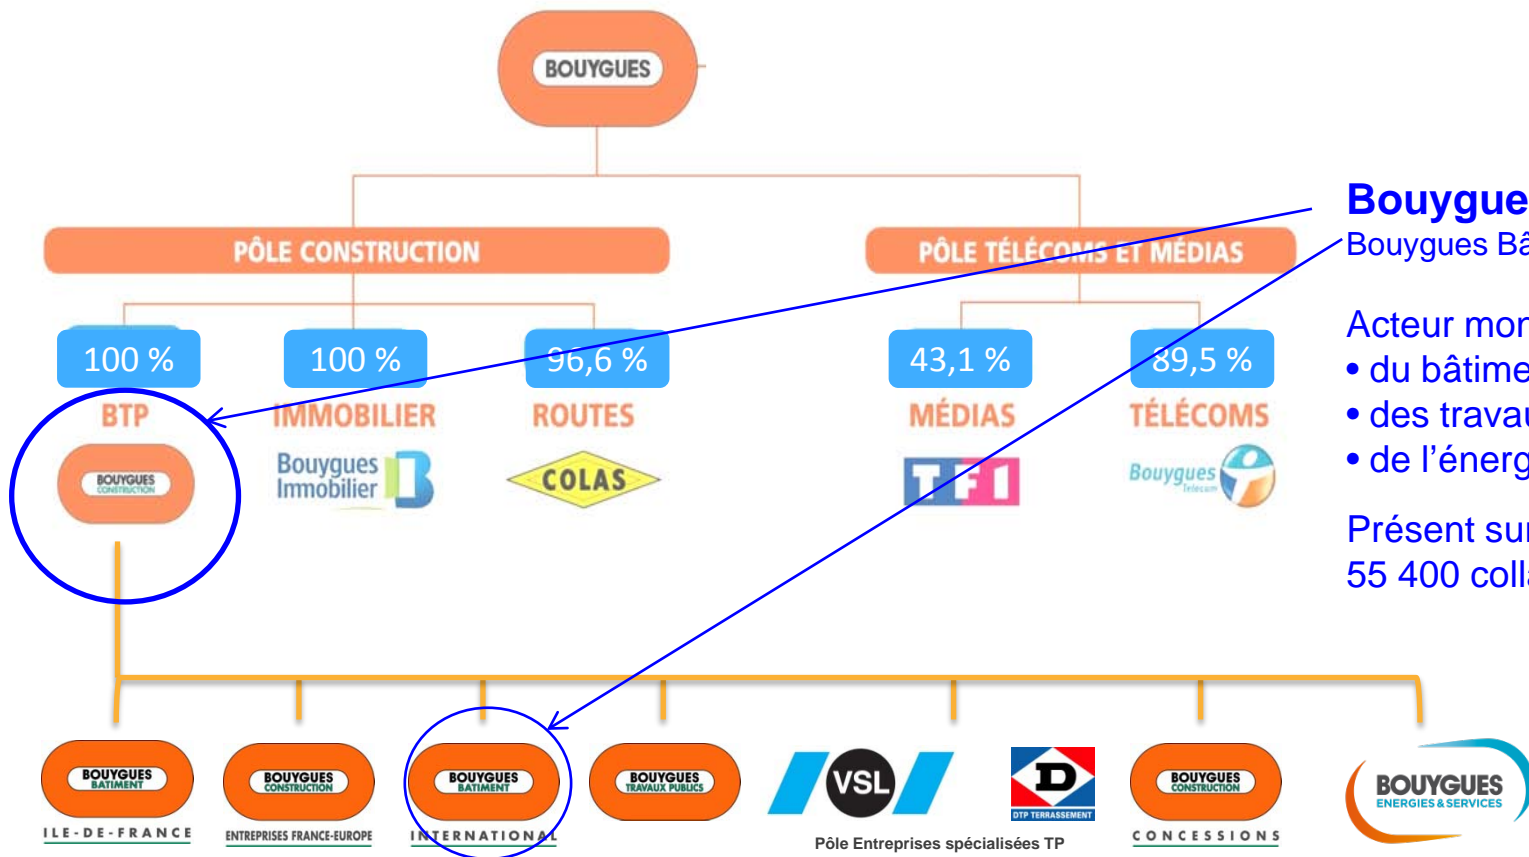 BOUYGUES
PÔLE CONSTRUCTION
PÔLE TÉLÉCOMS ET MÉDIAS
100 %
100 %
96,6 %
43,1 %
89,5 %
BTP
IMMOBILIER
ROUTES
MÉDIAS
TÉLÉCOMS
BOUYGUES
CONSTRUCTION
Bouygues
Immobilier
COLAS
TF1
Bouygues
Telecom
Bouygue
Bouygues Bâ
Acteur mon
• du bâtime
• des travau
• de l’énerg
Présent sur
55 400 colla
BOUYGUES
BATIMENT
ILE-DE-FRANCE
BOUYGUES
CONSTRUCTION
ENTREPRISES FRANCE-EUROPE
BOUYGUES
BATIMENT
INTERNATIONAL
BOUYGUES
TRAVAUX PUBLICS
VSL
D
DTP TERRASSEMENT
Pôle Entreprises spécialisées TP
BOUYGUES
CONSTRUCTION
CONCESSIONS
BOUYGUES
ENERGIES & SERVICES